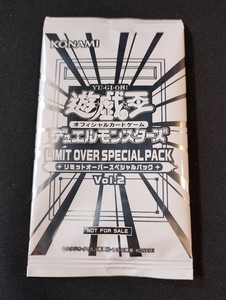 KONAMI
YU-GI-OH!
遊戯王
オフィシャルカードゲーム
デュエルモンスターズ
LIMIT OVER SPECIAL PACK
リミットオーバースペシャルパック
Vol.2
NOT FOR SALE